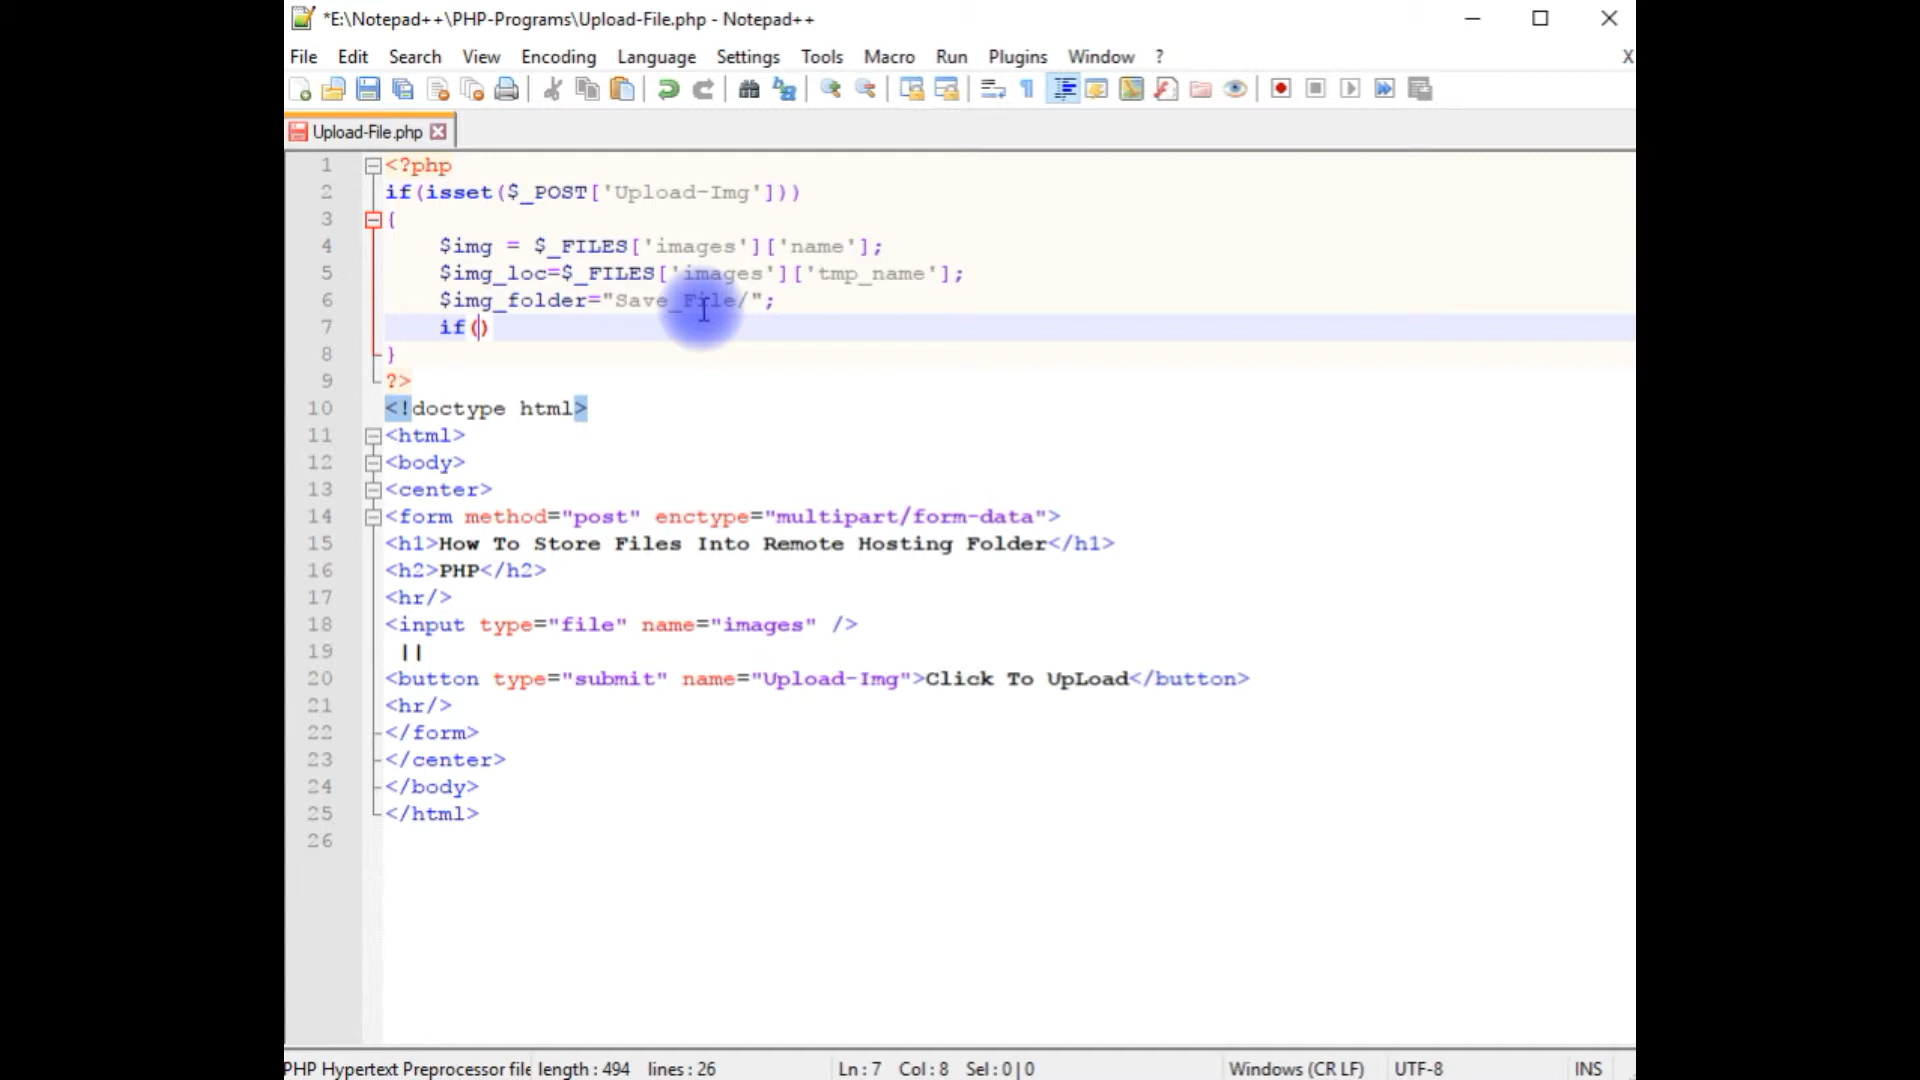 *E:\Notepad++\PHP-Programs\Upload-File.php - Notepad++
File Edit Search View Encoding Language Settings Tools Macro Run Plugins Window ? X
Upload-File.php
1 <?php
2 if(isset($_POST['Upload-Img']))
3 {
4 $img = $_FILES['images']['name'];
5 $img_loc=$_FILES['images']['tmp_name'];
6 $img_folder="Save_File/";
7 if()
8 }
9 ?>
10 <!doctype html>
11 <html>
12 <body>
13 <center>
14 <form method="post" enctype="multipart/form-data">
15 <h1>How To Store Files Into Remote Hosting Folder</h1>
16 <h2>PHP</h2>
17 <hr/>
18 <input type="file" name="images" />
19 ||
20 <button type="submit" name="Upload-Img">Click To UpLoad</button>
21 <hr/>
22 </form>
23 </center>
24 </body>
25 </html>
26
PHP Hypertext Preprocessor file length : 494 lines : 26 Ln : 7 Col : 8 Sel : 0 | 0 Windows (CR LF) UTF-8 INS